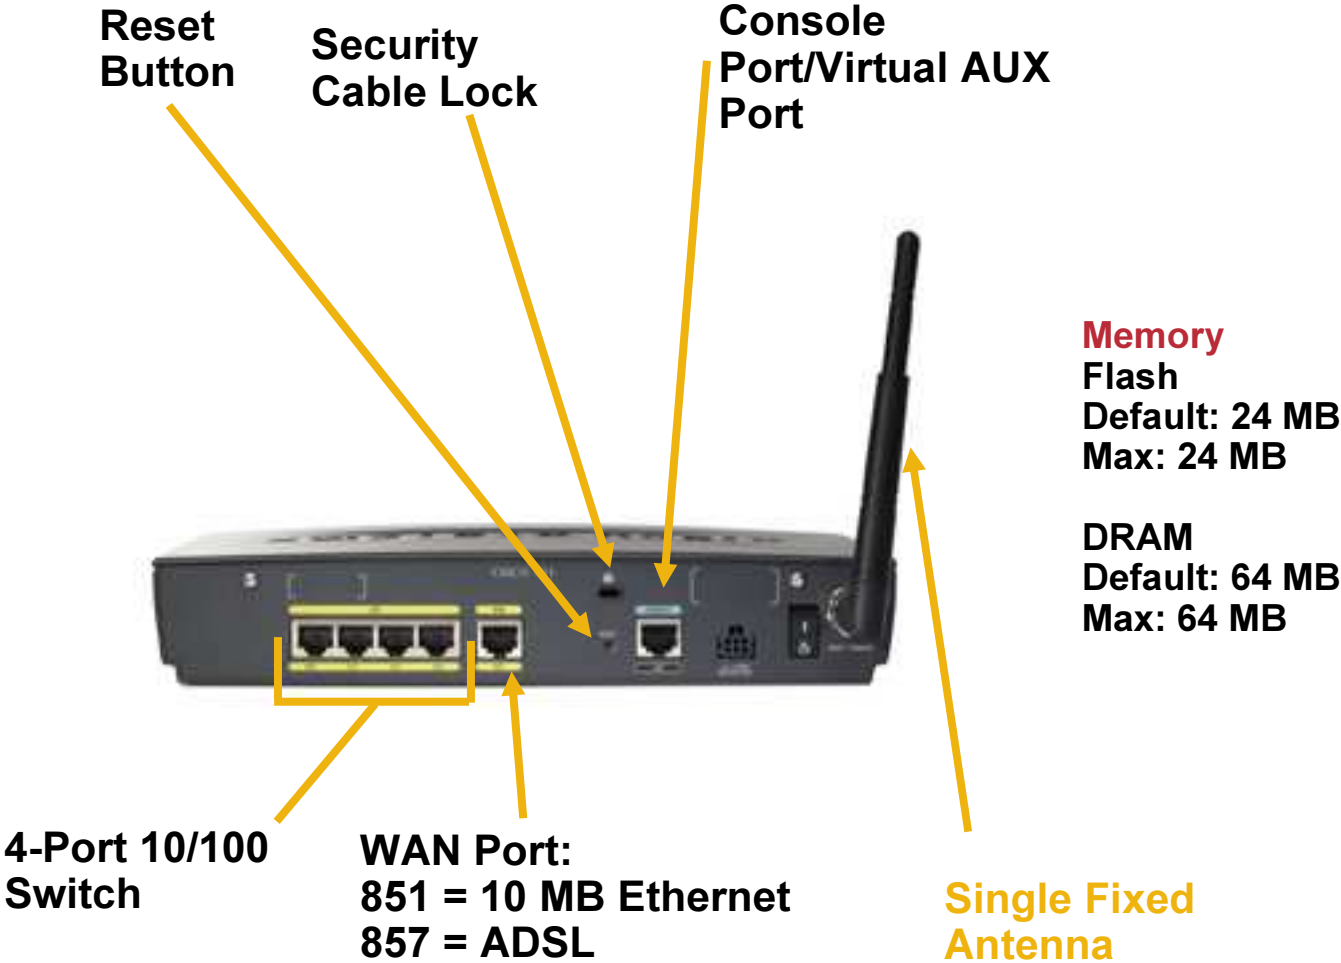 Reset
Button
Security
Cable Lock
Console
Port/Virtual AUX
Port
Memory
Flash
Default: 24 MB
Max: 24 MB
DRAM
Default: 64 MB
Max: 64 MB
4-Port 10/100
Switch
WAN Port:
851 = 10 MB Ethernet
857 = ADSL
Single Fixed
Antenna